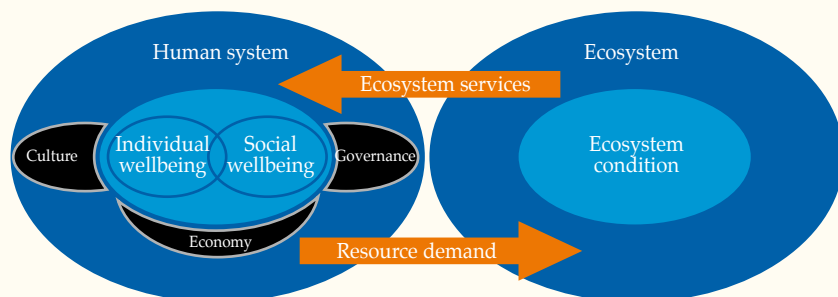 Human system
Ecosystem
Ecosystem services
Individual
wellbeing
Social
wellbeing
Culture
Governance
Ecosystem
condition
Economy
Resource demand